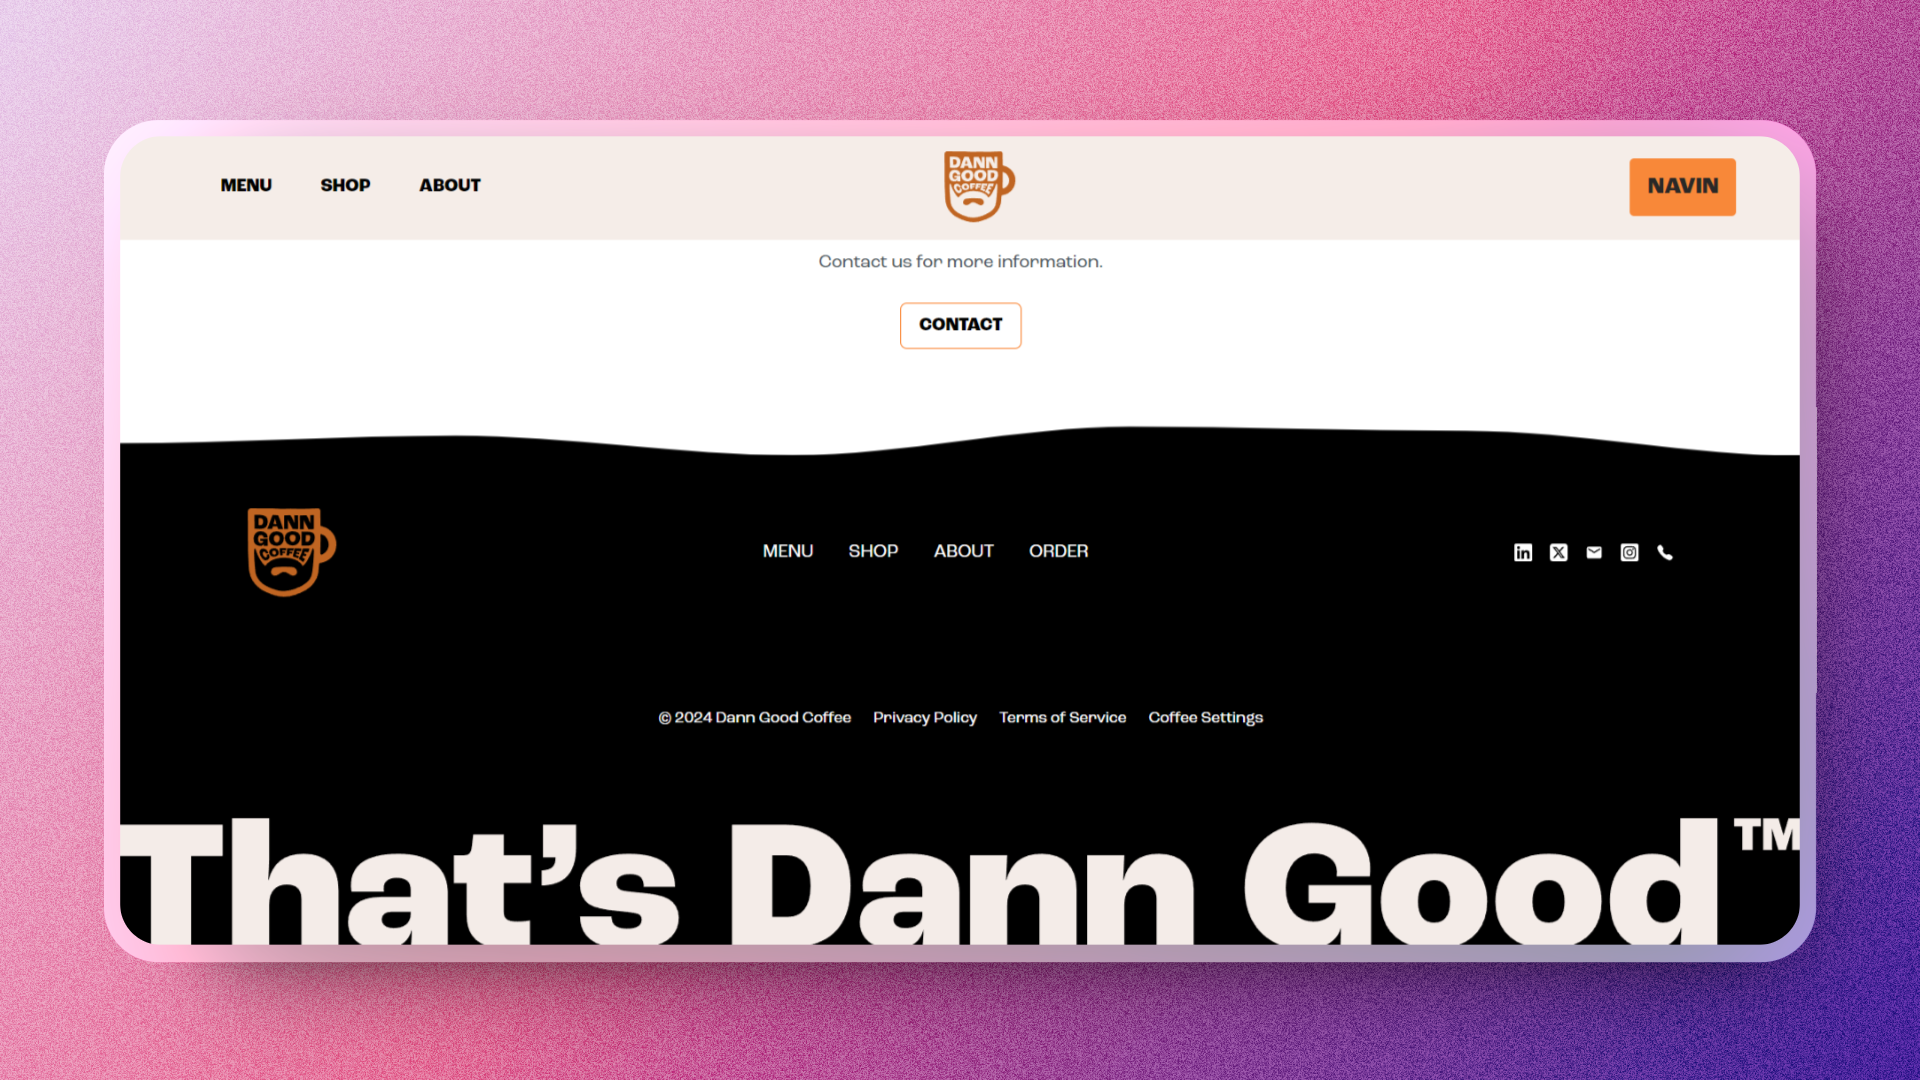 MENU SHOP ABOUT
DANN
GOOD
COFFEE
NAVIN
Contact us for more information.
CONTACT
DANN
GOOD
COFFEE
MENU SHOP ABOUT ORDER
© 2024 Dann Good Coffee Privacy Policy Terms of Service Coffee Settings
That’s Dann Good™